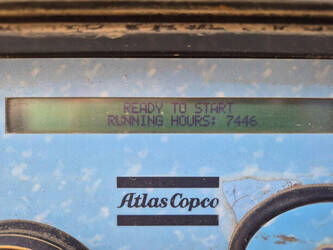 READY TO START
RUNNING HOURS: 7446
Atlas Copco